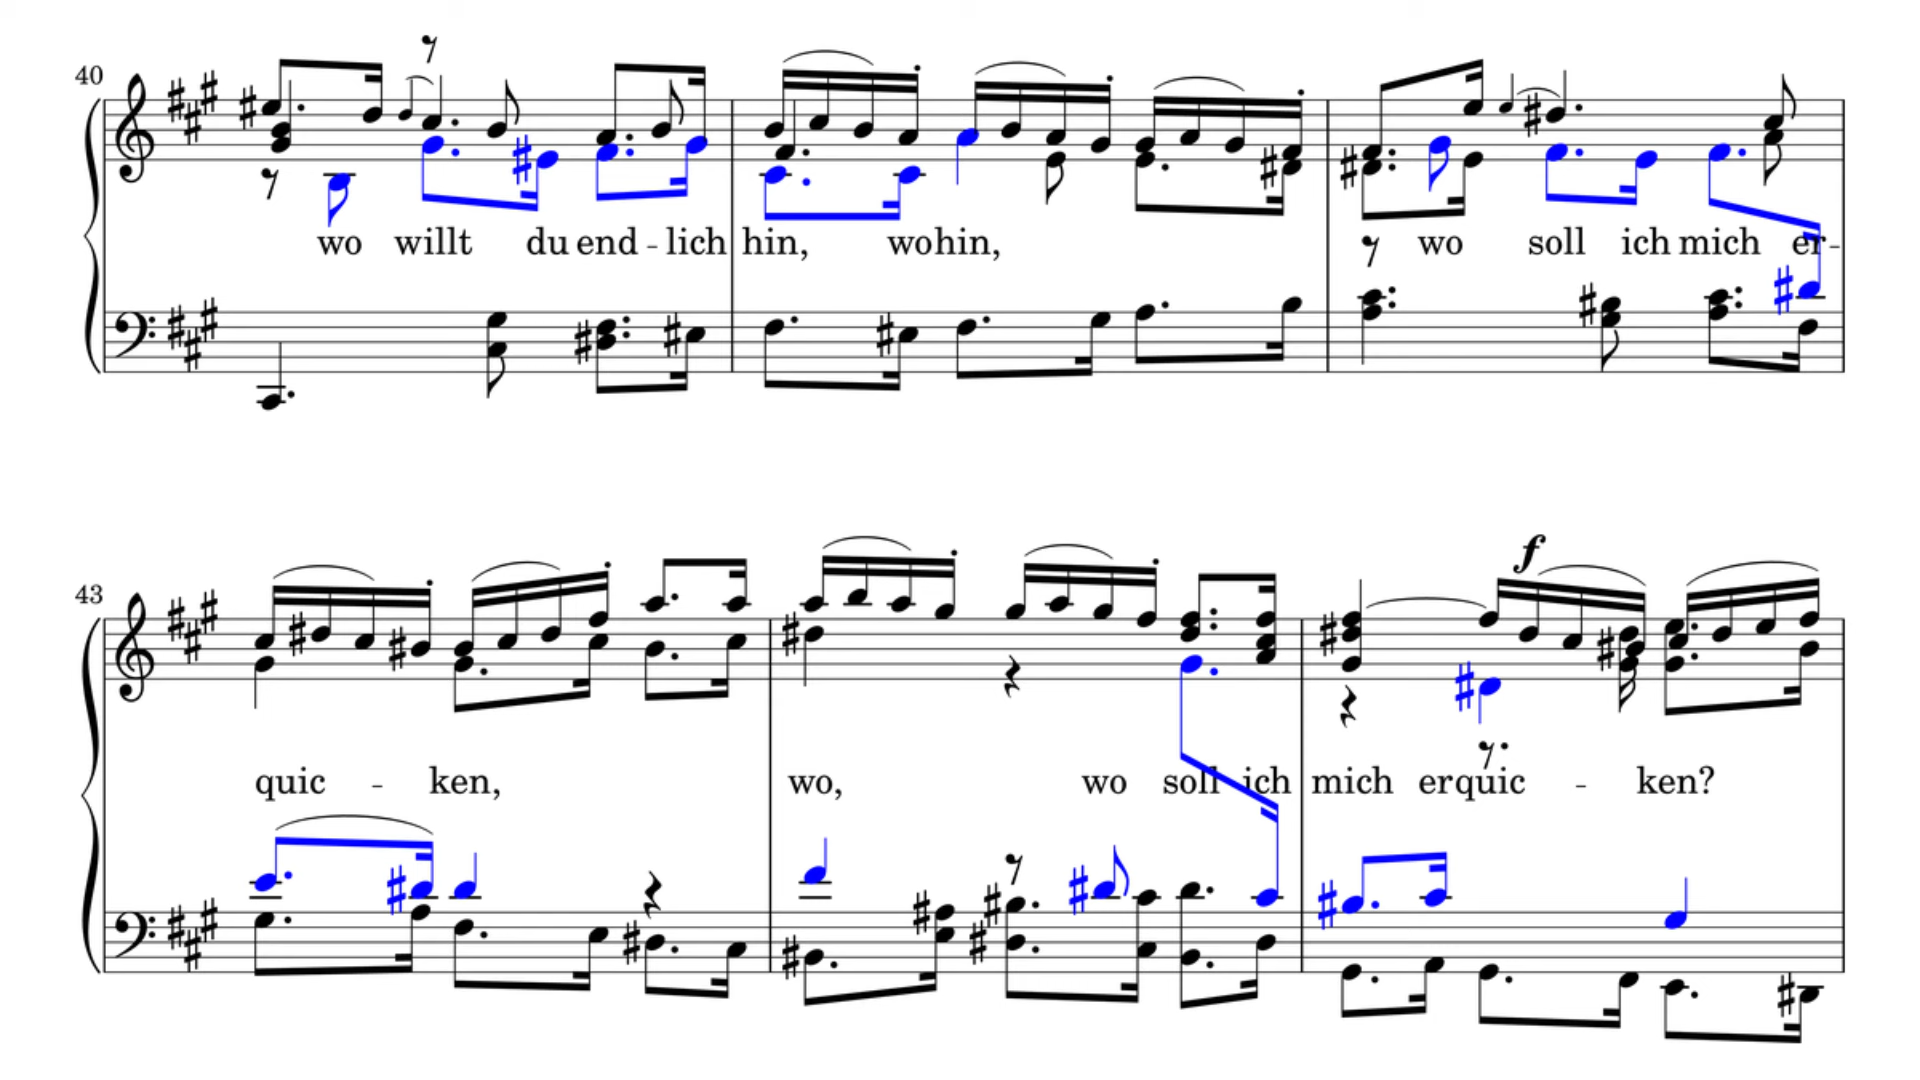 40
wo willt du end - lich hin, wohin, wo soll ich mich er-
f
43
quic - ken, wo, wo soll ich mich erquic - ken?